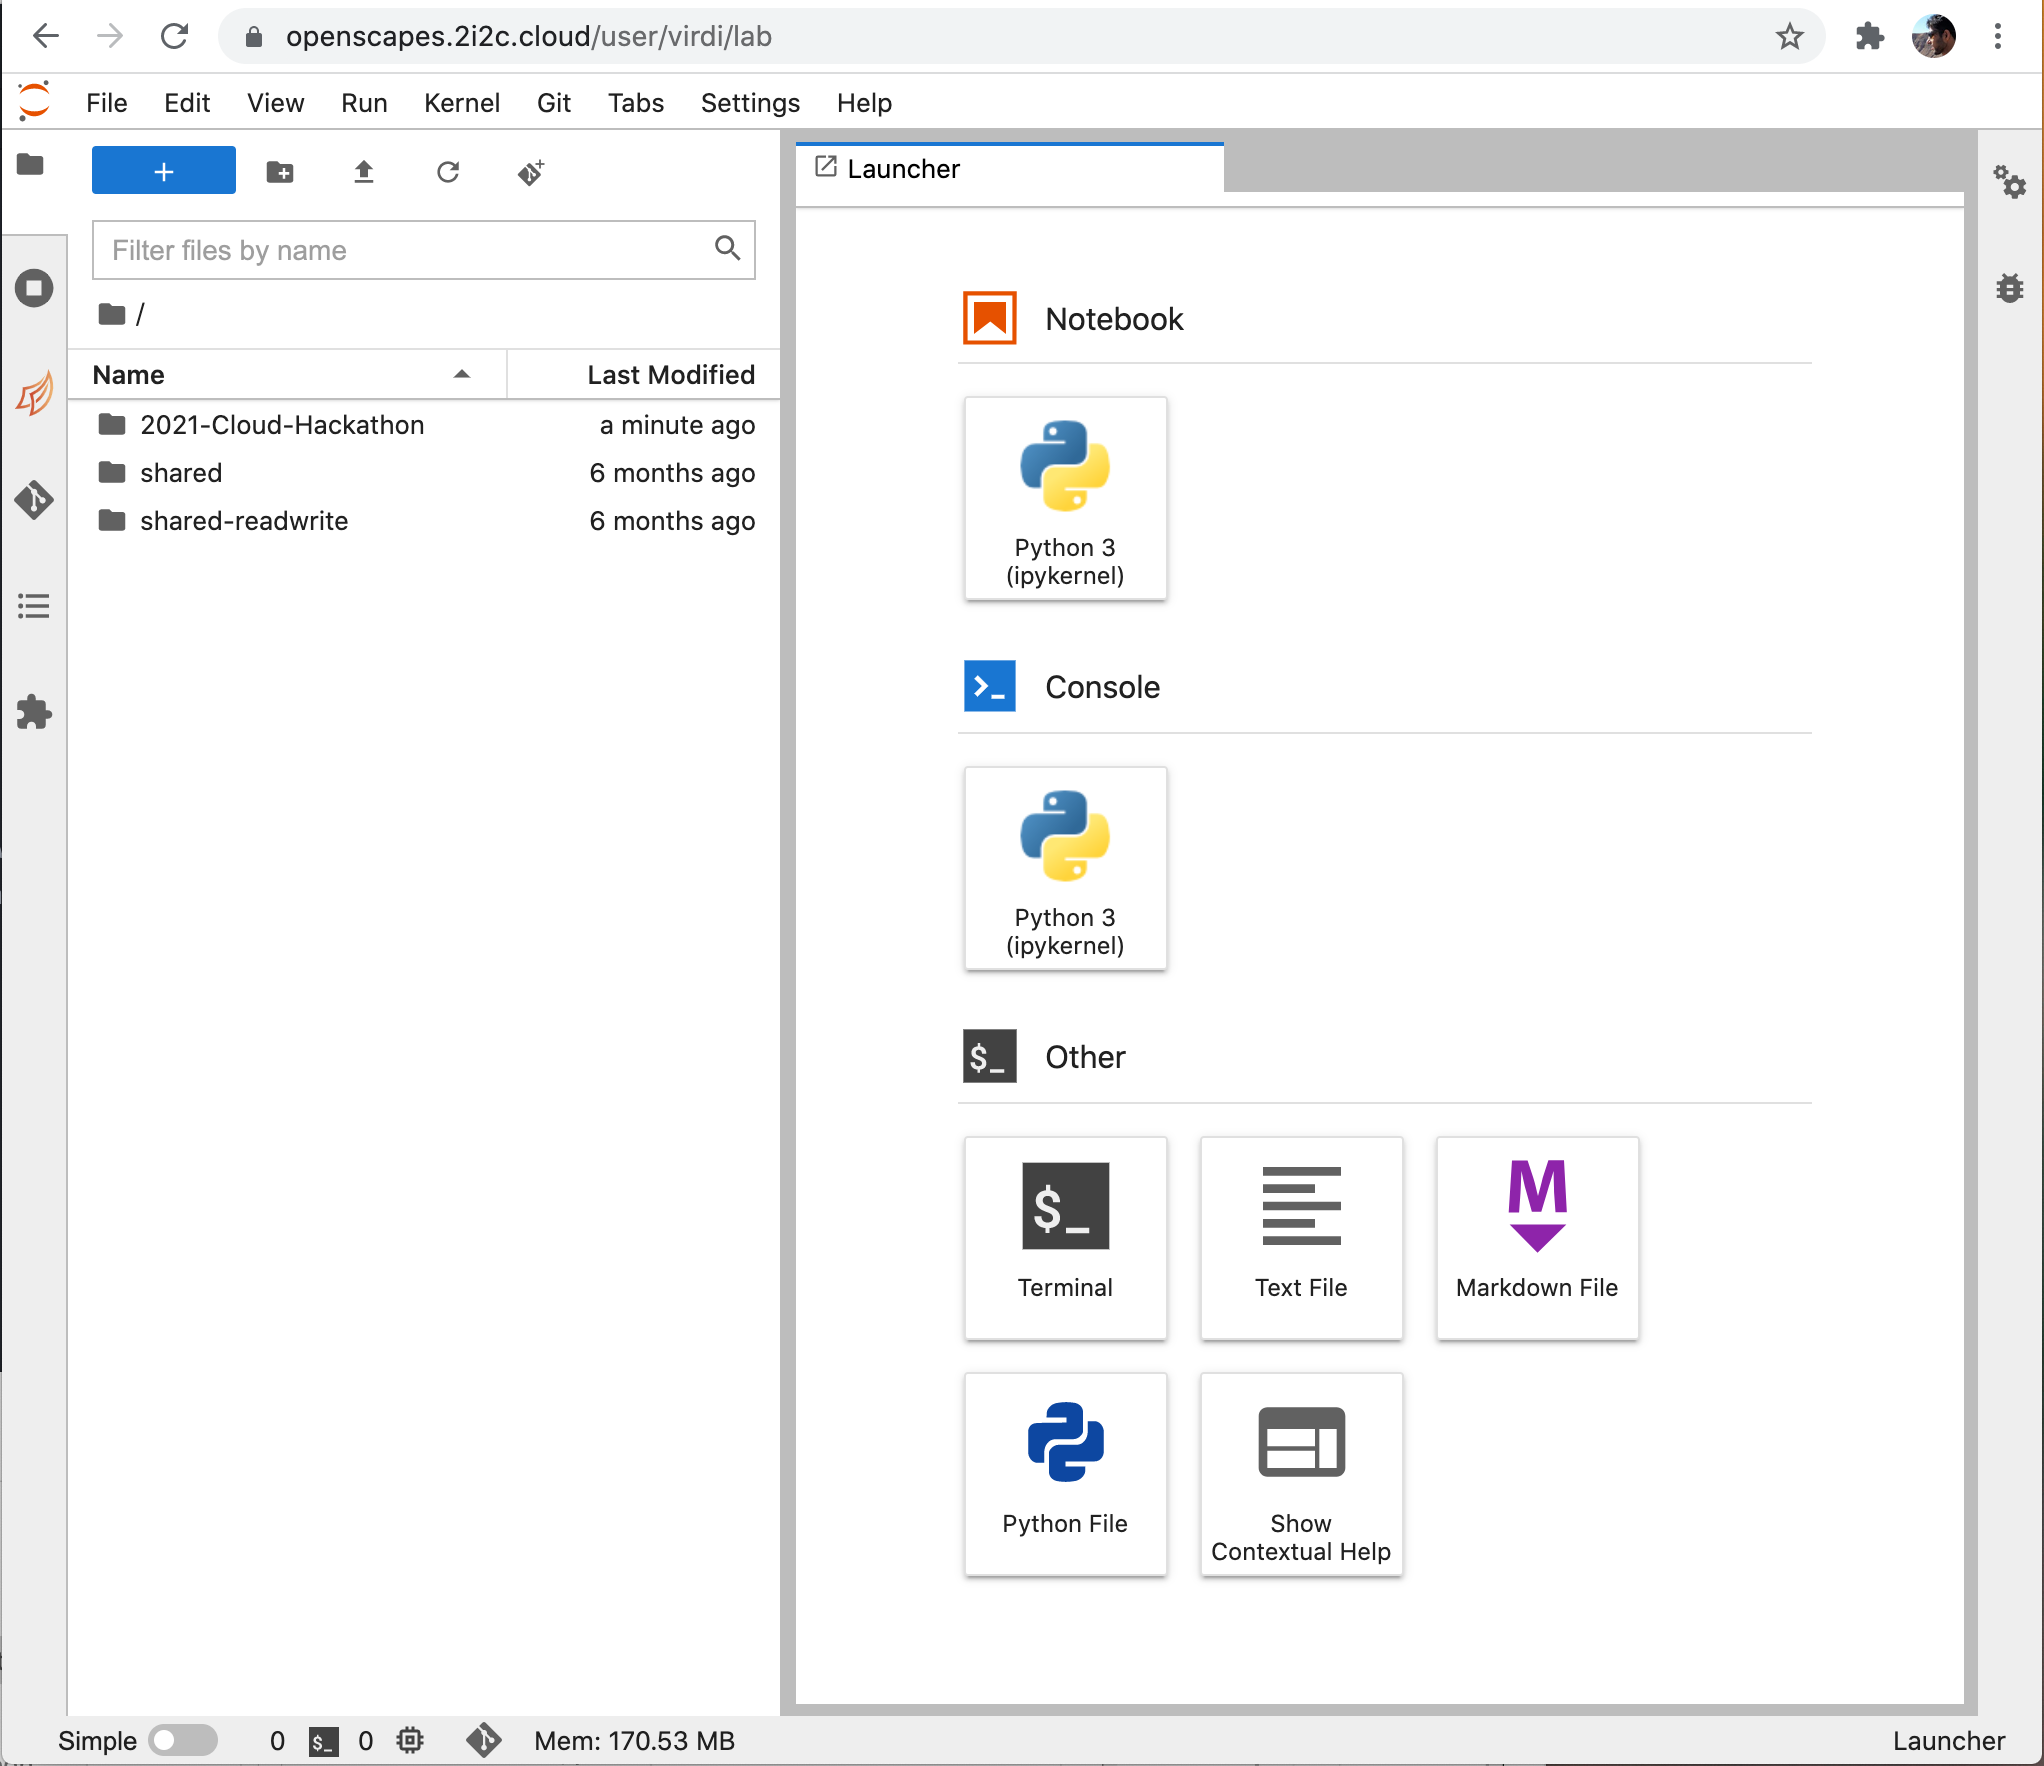 openscapes.2i2c.cloud/user/virdi/lab
File Edit View Run Kernel Git Tabs Settings Help
+
Filter files by name
/
Name Last Modified
2021-Cloud-Hackathon a minute ago
shared 6 months ago
shared-readwrite 6 months ago
Launcher
Notebook
Python 3
(ipykernel)
Console
Python 3
(ipykernel)
$_ Other
$_
Terminal
Text File
M
Markdown File
Python File
Show
Contextual Help
Simple 0 $_ 0 Mem: 170.53 MB Launcher